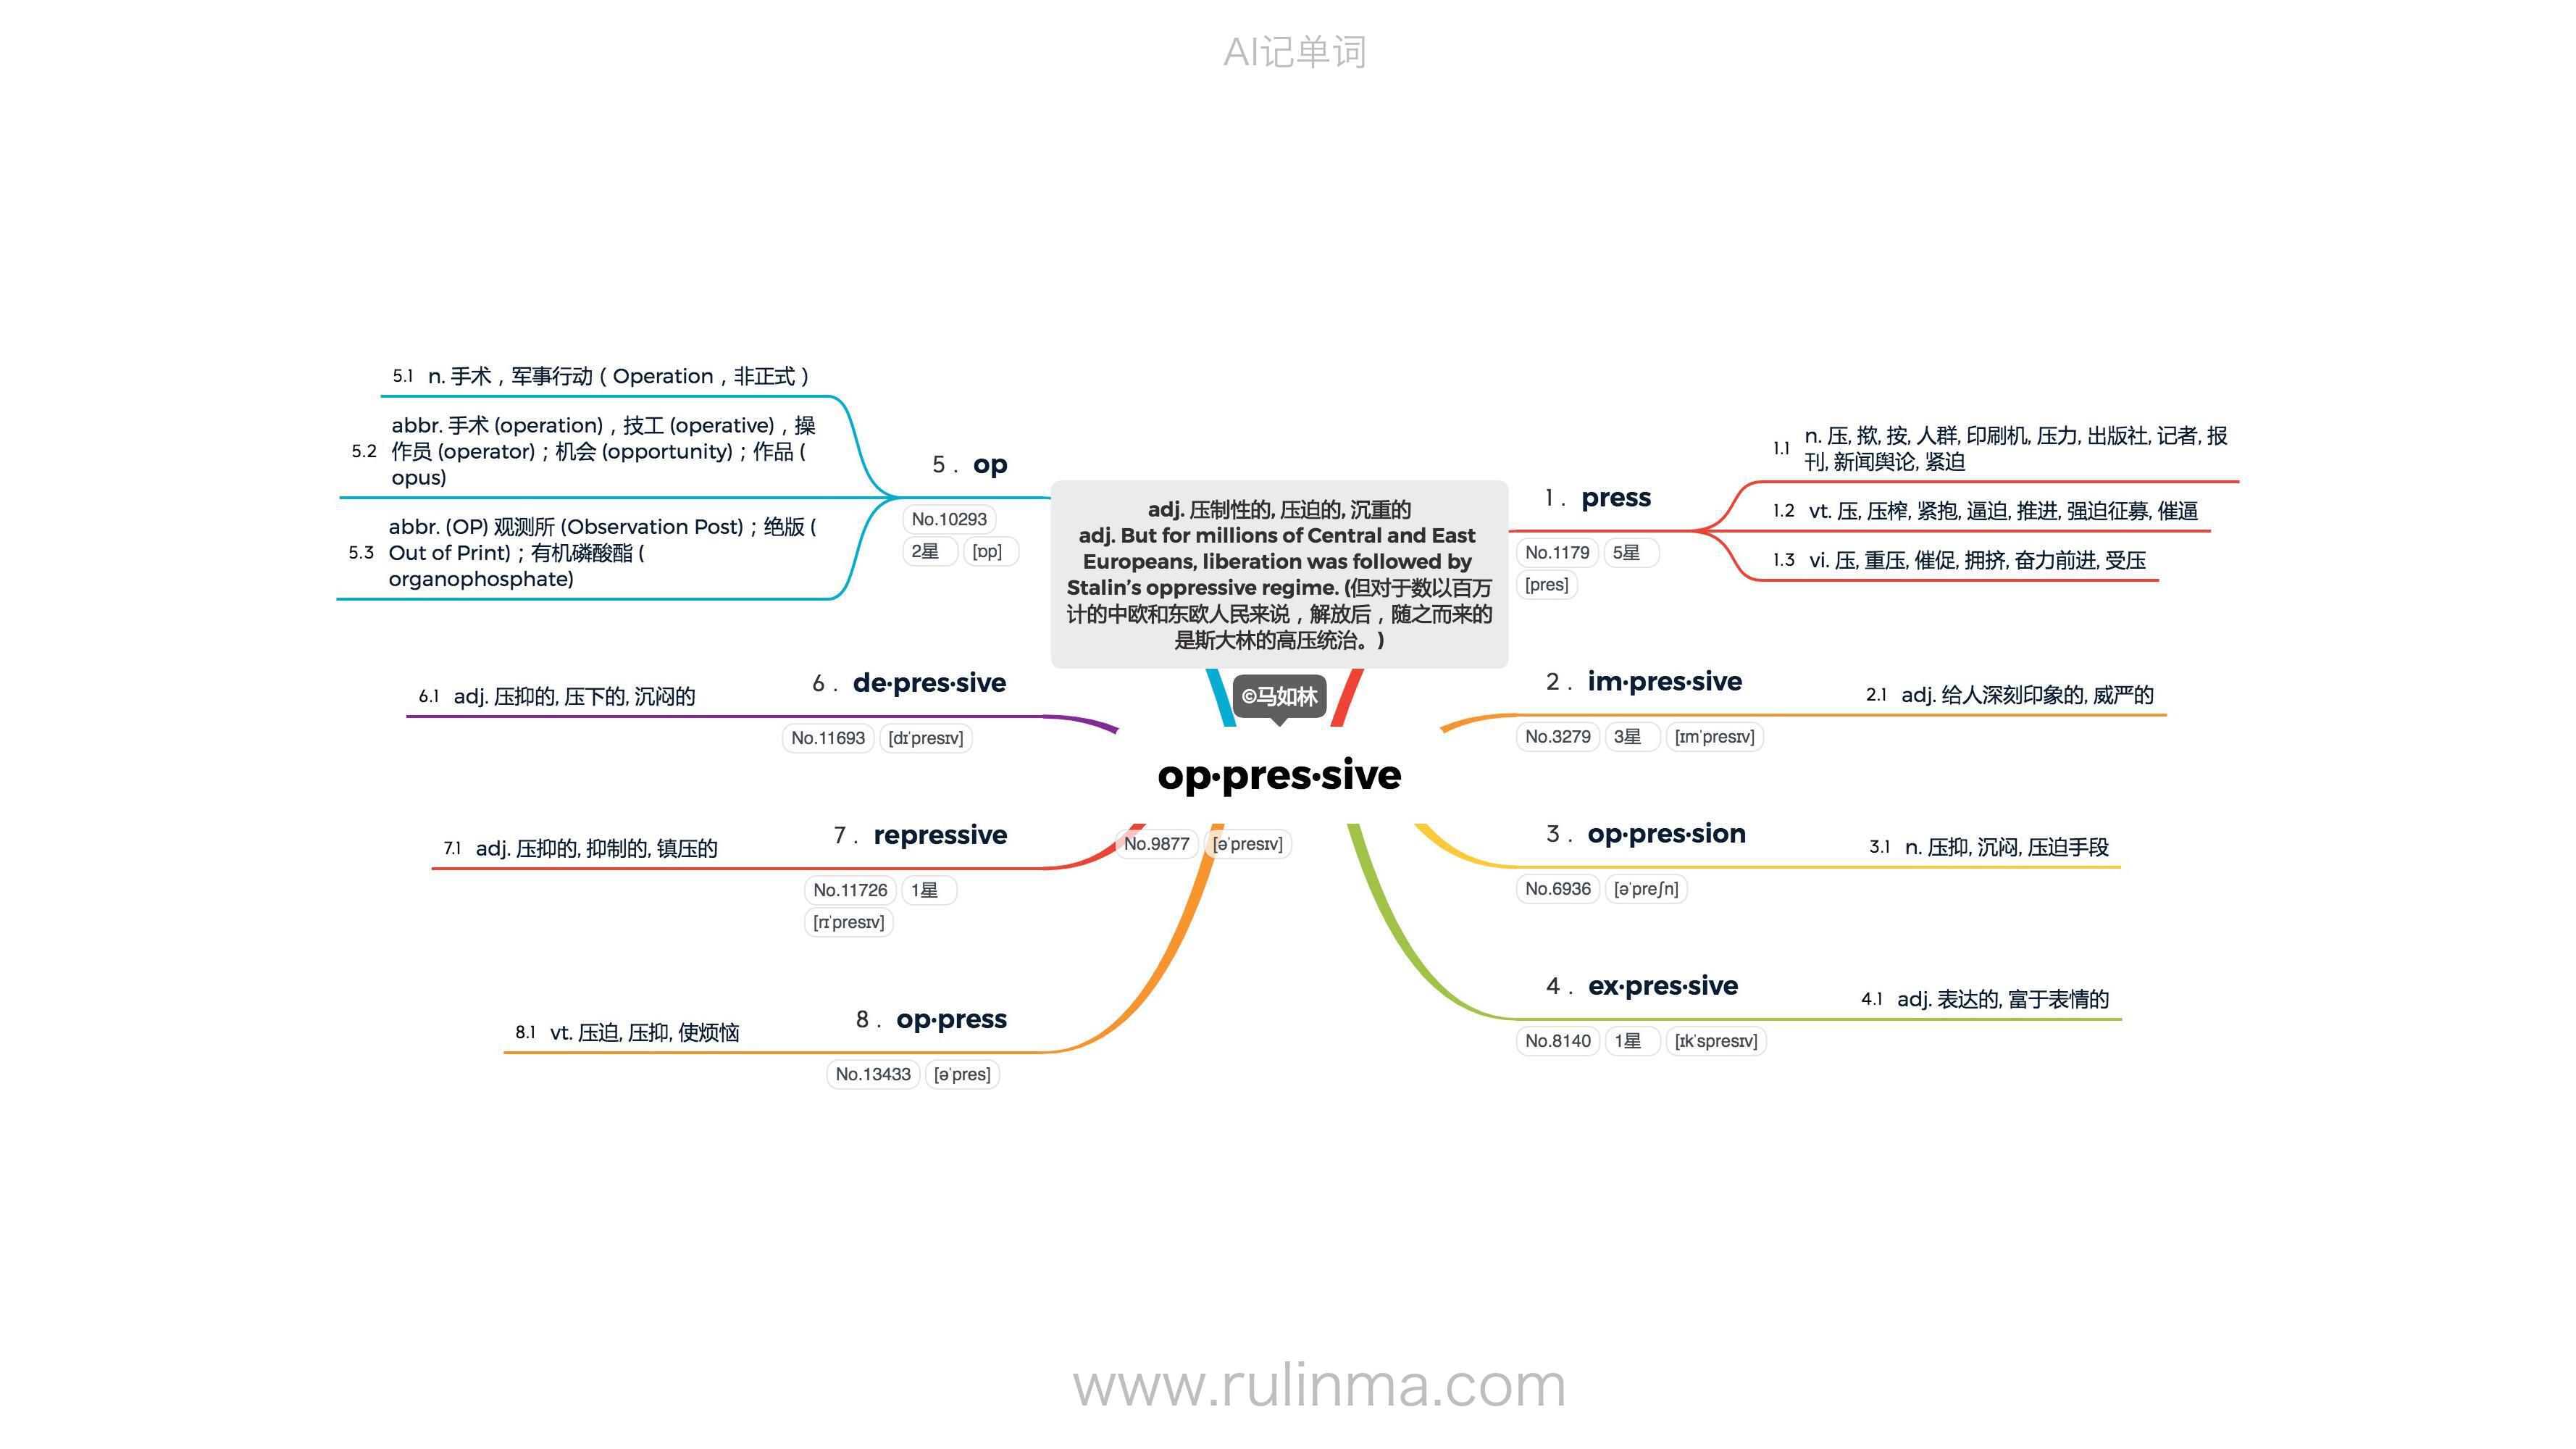 AI记单词
adj. 压制性的, 压迫的, 沉重的
adj. But for millions of Central and East
Europeans, liberation was followed by
Stalin’s oppressive regime. (但对于数以百万
计的中欧和东欧人民来说，解放后，随之而来的
是斯大林的高压统治。)
©马如林
op·pres·sive
No.9877 [əˈpresɪv]
1. press
No.1179 5星
[pres]
1.1 n. 压, 揿, 按, 人群, 印刷机, 压力, 出版社, 记者, 报
刊, 新闻舆论, 紧迫
1.2 vt. 压, 压榨, 紧抱, 逼迫, 推进, 强迫征募, 催逼
1.3 vi. 压, 重压, 催促, 拥挤, 奋力前进, 受压
2. im·pres·sive
No.3279 3星 [ɪmˈpresɪv]
2.1 adj. 给人深刻印象的, 威严的
3. op·pres·sion
No.6936 [əˈpreʃn]
3.1 n. 压抑, 沉闷, 压迫手段
4. ex·pres·sive
No.8140 1星 [ɪkˈspresɪv]
4.1 adj. 表达的, 富于表情的
5. op
No.10293
2星 [ɒp]
5.1 n. 手术，军事行动（Operation，非正式）
5.2 abbr. 手术 (operation)，技工 (operative)，操
作员 (operator)；机会 (opportunity)；作品 (
opus)
5.3 abbr. (OP) 观测所 (Observation Post)；绝版 (
Out of Print)；有机磷酸酯 (
organophosphate)
6. de·pres·sive
No.11693 [dɪˈpresɪv]
6.1 adj. 压抑的, 压下的, 沉闷的
7. repressive
No.11726 1星
[rɪˈpresɪv]
7.1 adj. 压抑的, 抑制的, 镇压的
8. op·press
No.13433 [əˈpres]
8.1 vt. 压迫, 压抑, 使烦恼
www.rulinma.com